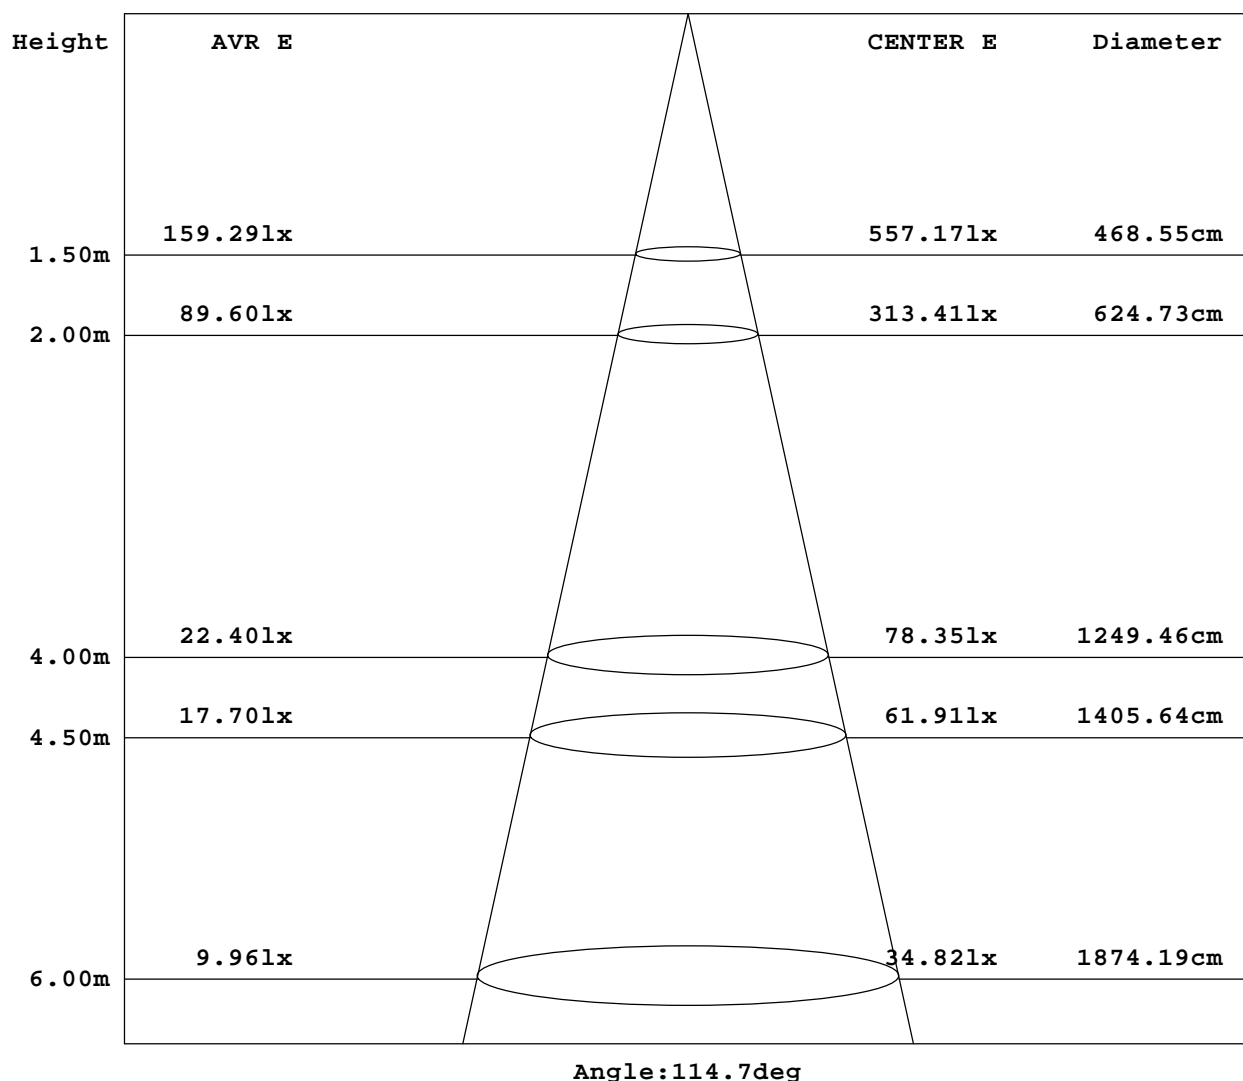 Height AVR E CENTER E Diameter
159.29lx 557.17lx 468.55cm
1.50m
89.60lx 313.41lx 624.73cm
2.00m
22.40lx 78.35lx 1249.46cm
4.00m
17.70lx 61.91lx 1405.64cm
4.50m
9.96lx 34.82lx 1874.19cm
6.00m
Angle:114.7deg